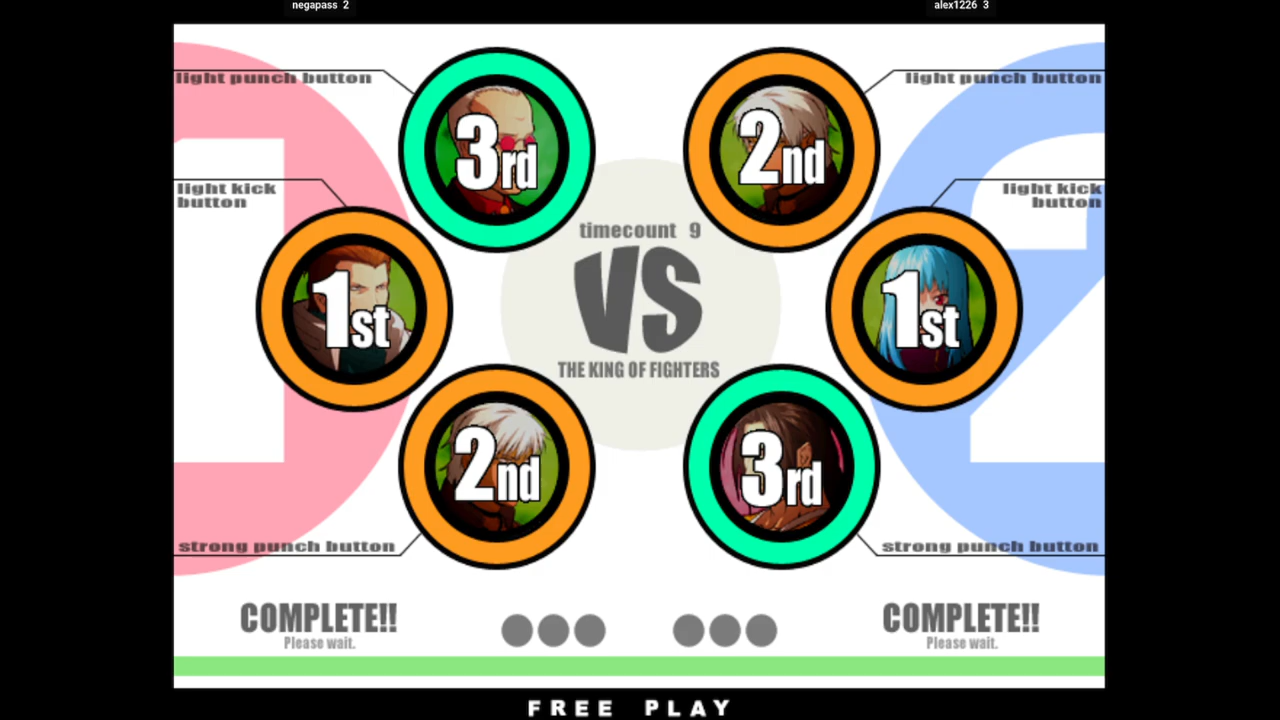 negapass 2
alex1226 3
light punch button
light punch button
3rd
2nd
light kick
button
light kick
button
timecount 9
VS
THE KING OF FIGHTERS
1st
1st
2nd
3rd
strong punch button
strong punch button
COMPLETE!!
Please wait.
COMPLETE!!
Please wait.
1
2
FREE PLAY